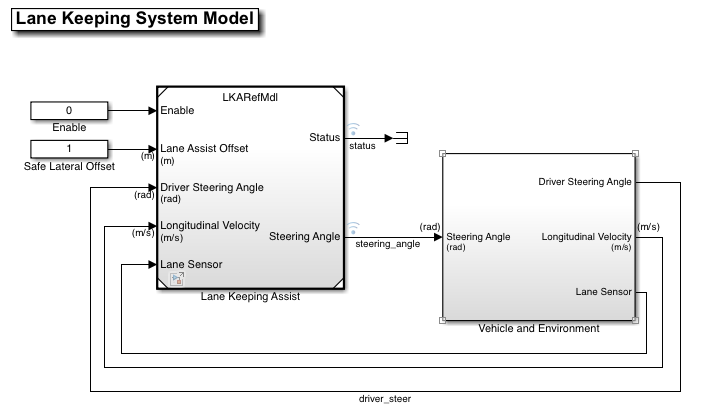 Lane Keeping System Model
LKARefMdl
0
Enable
Enable
1
Safe Lateral Offset
(m)
Lane Assist Offset
(m)
(rad)
Driver Steering Angle
(rad)
(m/s)
Longitudinal Velocity
(m/s)
Lane Sensor
Status
status
Steering Angle
steering_angle
Lane Keeping Assist
(rad)
Steering Angle
(rad)
Driver Steering Angle
Longitudinal Velocity
(m/s)
(m/s)
Lane Sensor
Vehicle and Environment
driver_steer